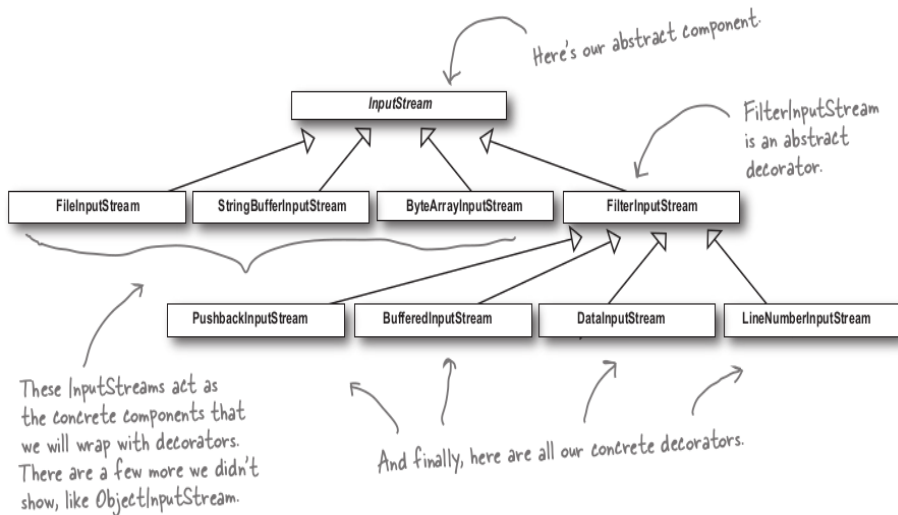 Here's our abstract component.
InputStream
FilterInputStream
is an abstract
decorator.
FileInputStream
StringBufferInputStream
ByteArrayInputStream
FilterInputStream
PushbackInputStream
BufferedInputStream
DataInputStream
LineNumberInputStream
These InputStreams act as
the concrete components that
we will wrap with decorators.
There are a few more we didn't
show, like ObjectInputStream.
And finally, here are all our concrete decorators.